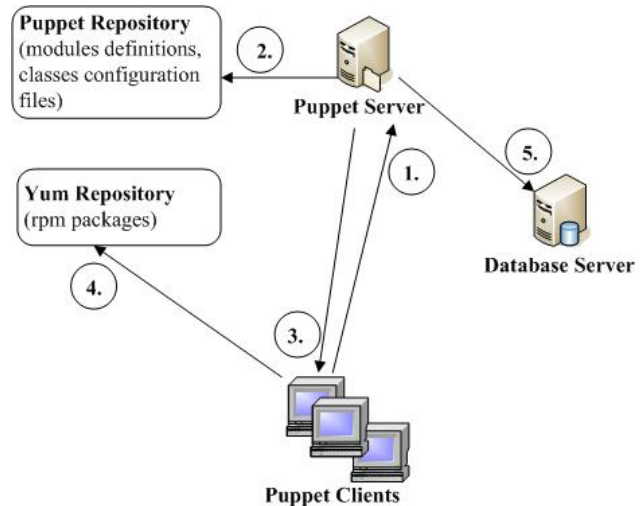 Puppet Repository
(modules definitions,
classes configuration
files)
2.
Puppet Server
1.
5.
Yum Repository
(rpm packages)
Database Server
4.
3.
Puppet Clients